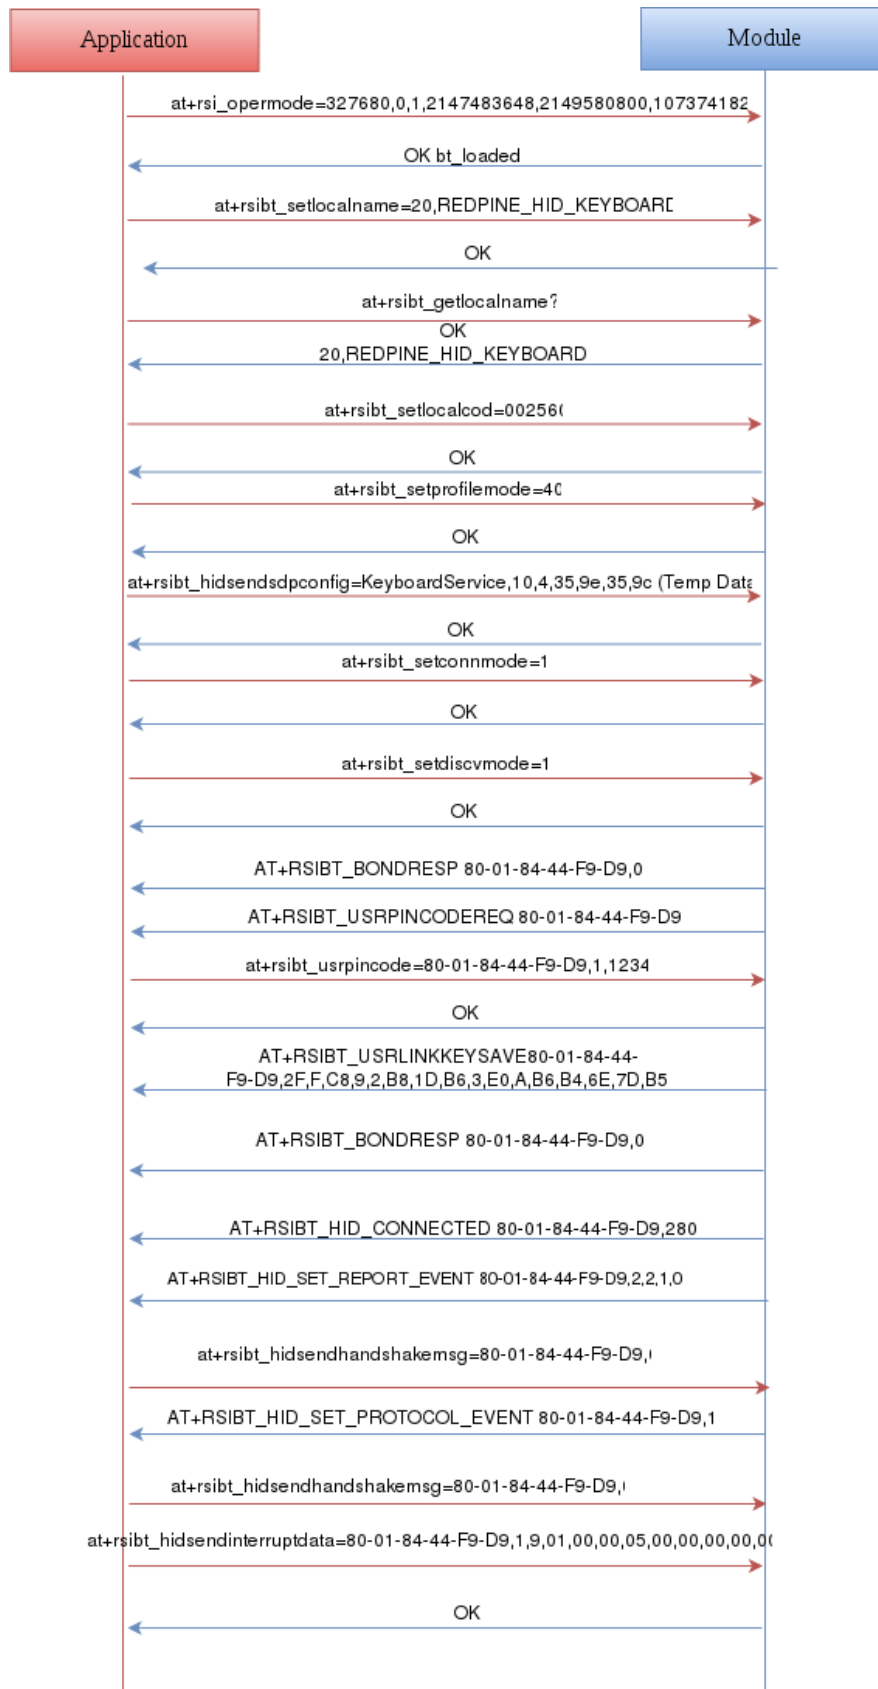 Application
Module
at+rsi_opermode=327680,0,1,2147483648,2149580800,107374182
OK bt_loaded
at+rsibt_setlocalname=20,REDPINE_HID_KEYBOARD
OK
at+rsibt_getlocalname?
OK
20,REDPINE_HID_KEYBOARD
at+rsibt_setlocalcod=002560
OK
at+rsibt_setprofilemode=40
OK
at+rsibt_hidsendsdpconfig=KeyboardService,10,4,35,9e,35,9c (Temp Data
OK
at+rsibt_setconnmode=1
OK
at+rsibt_setdiscvmode=1
OK
AT+RSIBT_BONDRESP 80-01-84-44-F9-D9,0
AT+RSIBT_USRPINCODEREQ 80-01-84-44-F9-D9
at+rsibt_usrpincode=80-01-84-44-F9-D9,1,1234
OK
AT+RSIBT_USRLINKKEYSAVE80-01-84-44-
F9-D9,2F,F,C8,9,2,B8,1D,B6,3,E0,A,B6,B4,6E,7D,B5
AT+RSIBT_BONDRESP 80-01-84-44-F9-D9,0
AT+RSIBT_HID_CONNECTED 80-01-84-44-F9-D9,280
AT+RSIBT_HID_SET_REPORT_EVENT 80-01-84-44-F9-D9,2,2,1,0
at+rsibt_hidsendhandshakemsg=80-01-84-44-F9-D9,
AT+RSIBT_HID_SET_PROTOCOL_EVENT 80-01-84-44-F9-D9,1
at+rsibt_hidsendhandshakemsg=80-01-84-44-F9-D9,
at+rsibt_hidsendinterruptdata=80-01-84-44-F9-D9,1,9,01,00,00,05,00,00,00,00,00
OK